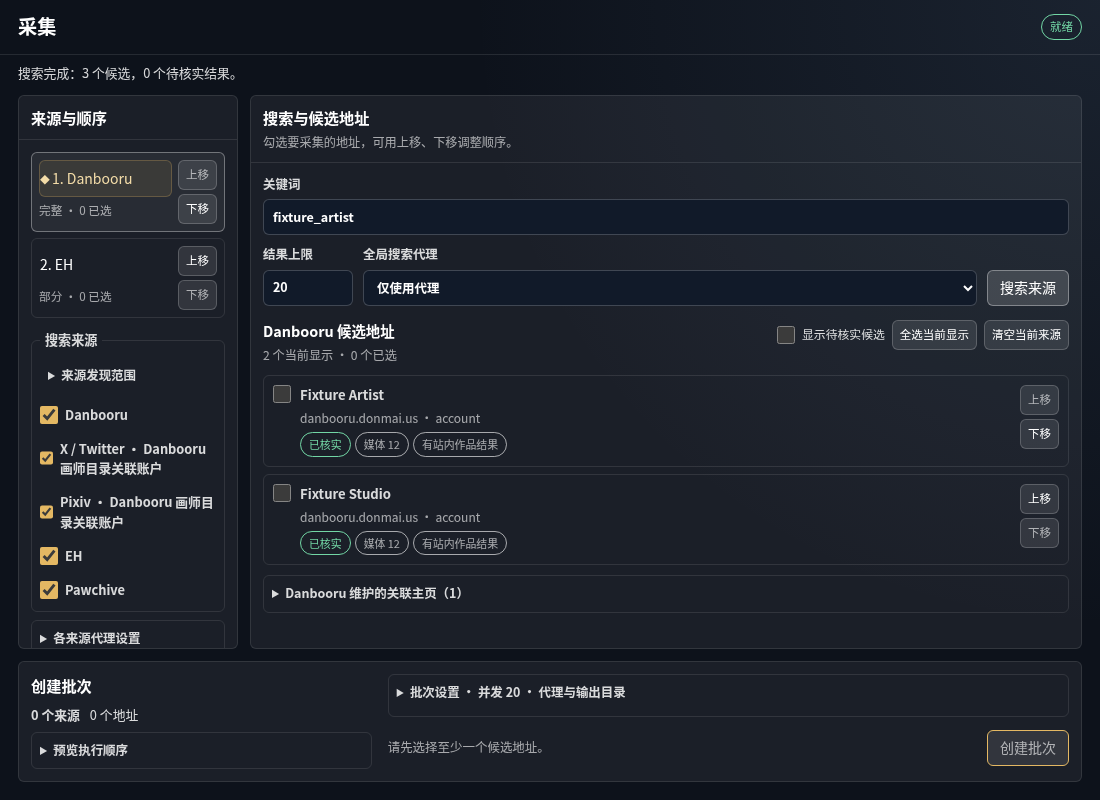 采集
就绪
搜索完成：3 个候选，0 个待核实结果。
来源与顺序
◆ 1. Danbooru
上移
完整 • 0 已选
下移
2. EH
上移
部分 • 0 已选
下移
搜索来源
▶ 来源发现范围
Danbooru
X / Twitter • Danbooru
画师目录关联账户
Pixiv • Danbooru 画师目
录关联账户
EH
Pawchive
▶ 各来源代理设置
搜索与候选地址
勾选要采集的地址，可用上移、下移调整顺序。
关键词
fixture_artist
结果上限
全局搜索代理
20
仅使用代理
搜索来源
Danbooru 候选地址
2 个当前显示 • 0 个已选
显示待核实候选
全选当前显示
清空当前来源
Fixture Artist
danbooru.donmai.us • account
已核实
媒体 12
有站内作品结果
上移
下移
Fixture Studio
danbooru.donmai.us • account
已核实
媒体 12
有站内作品结果
上移
下移
▶ Danbooru 维护的关联主页（1）
创建批次
0 个来源 0 个地址
▶ 预览执行顺序
▶ 批次设置 • 并发 20 • 代理与输出目录
请先选择至少一个候选地址。
创建批次